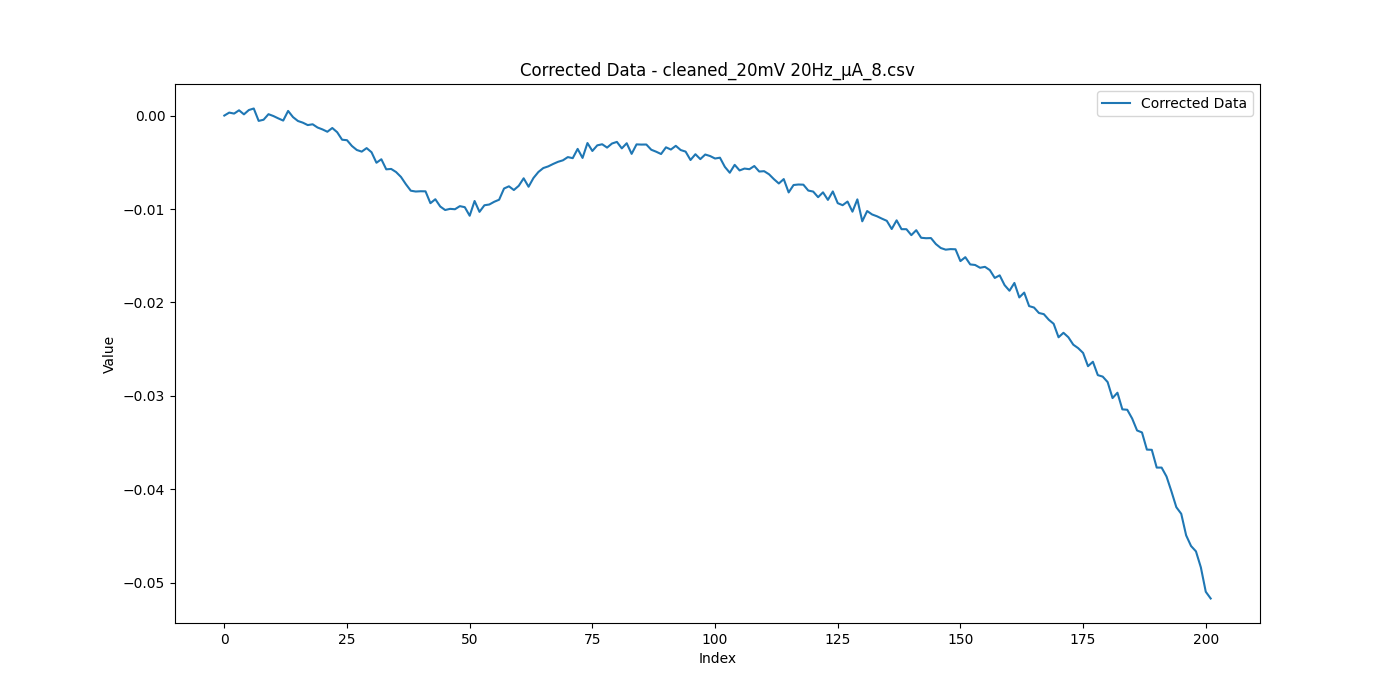 Corrected Data - cleaned_20mV 20Hz_μA_8.csv
Corrected Data
0.00
−0.01
−0.02
−0.03
−0.04
−0.05
Value
0 25 50 75 100 125 150 175 200
Index